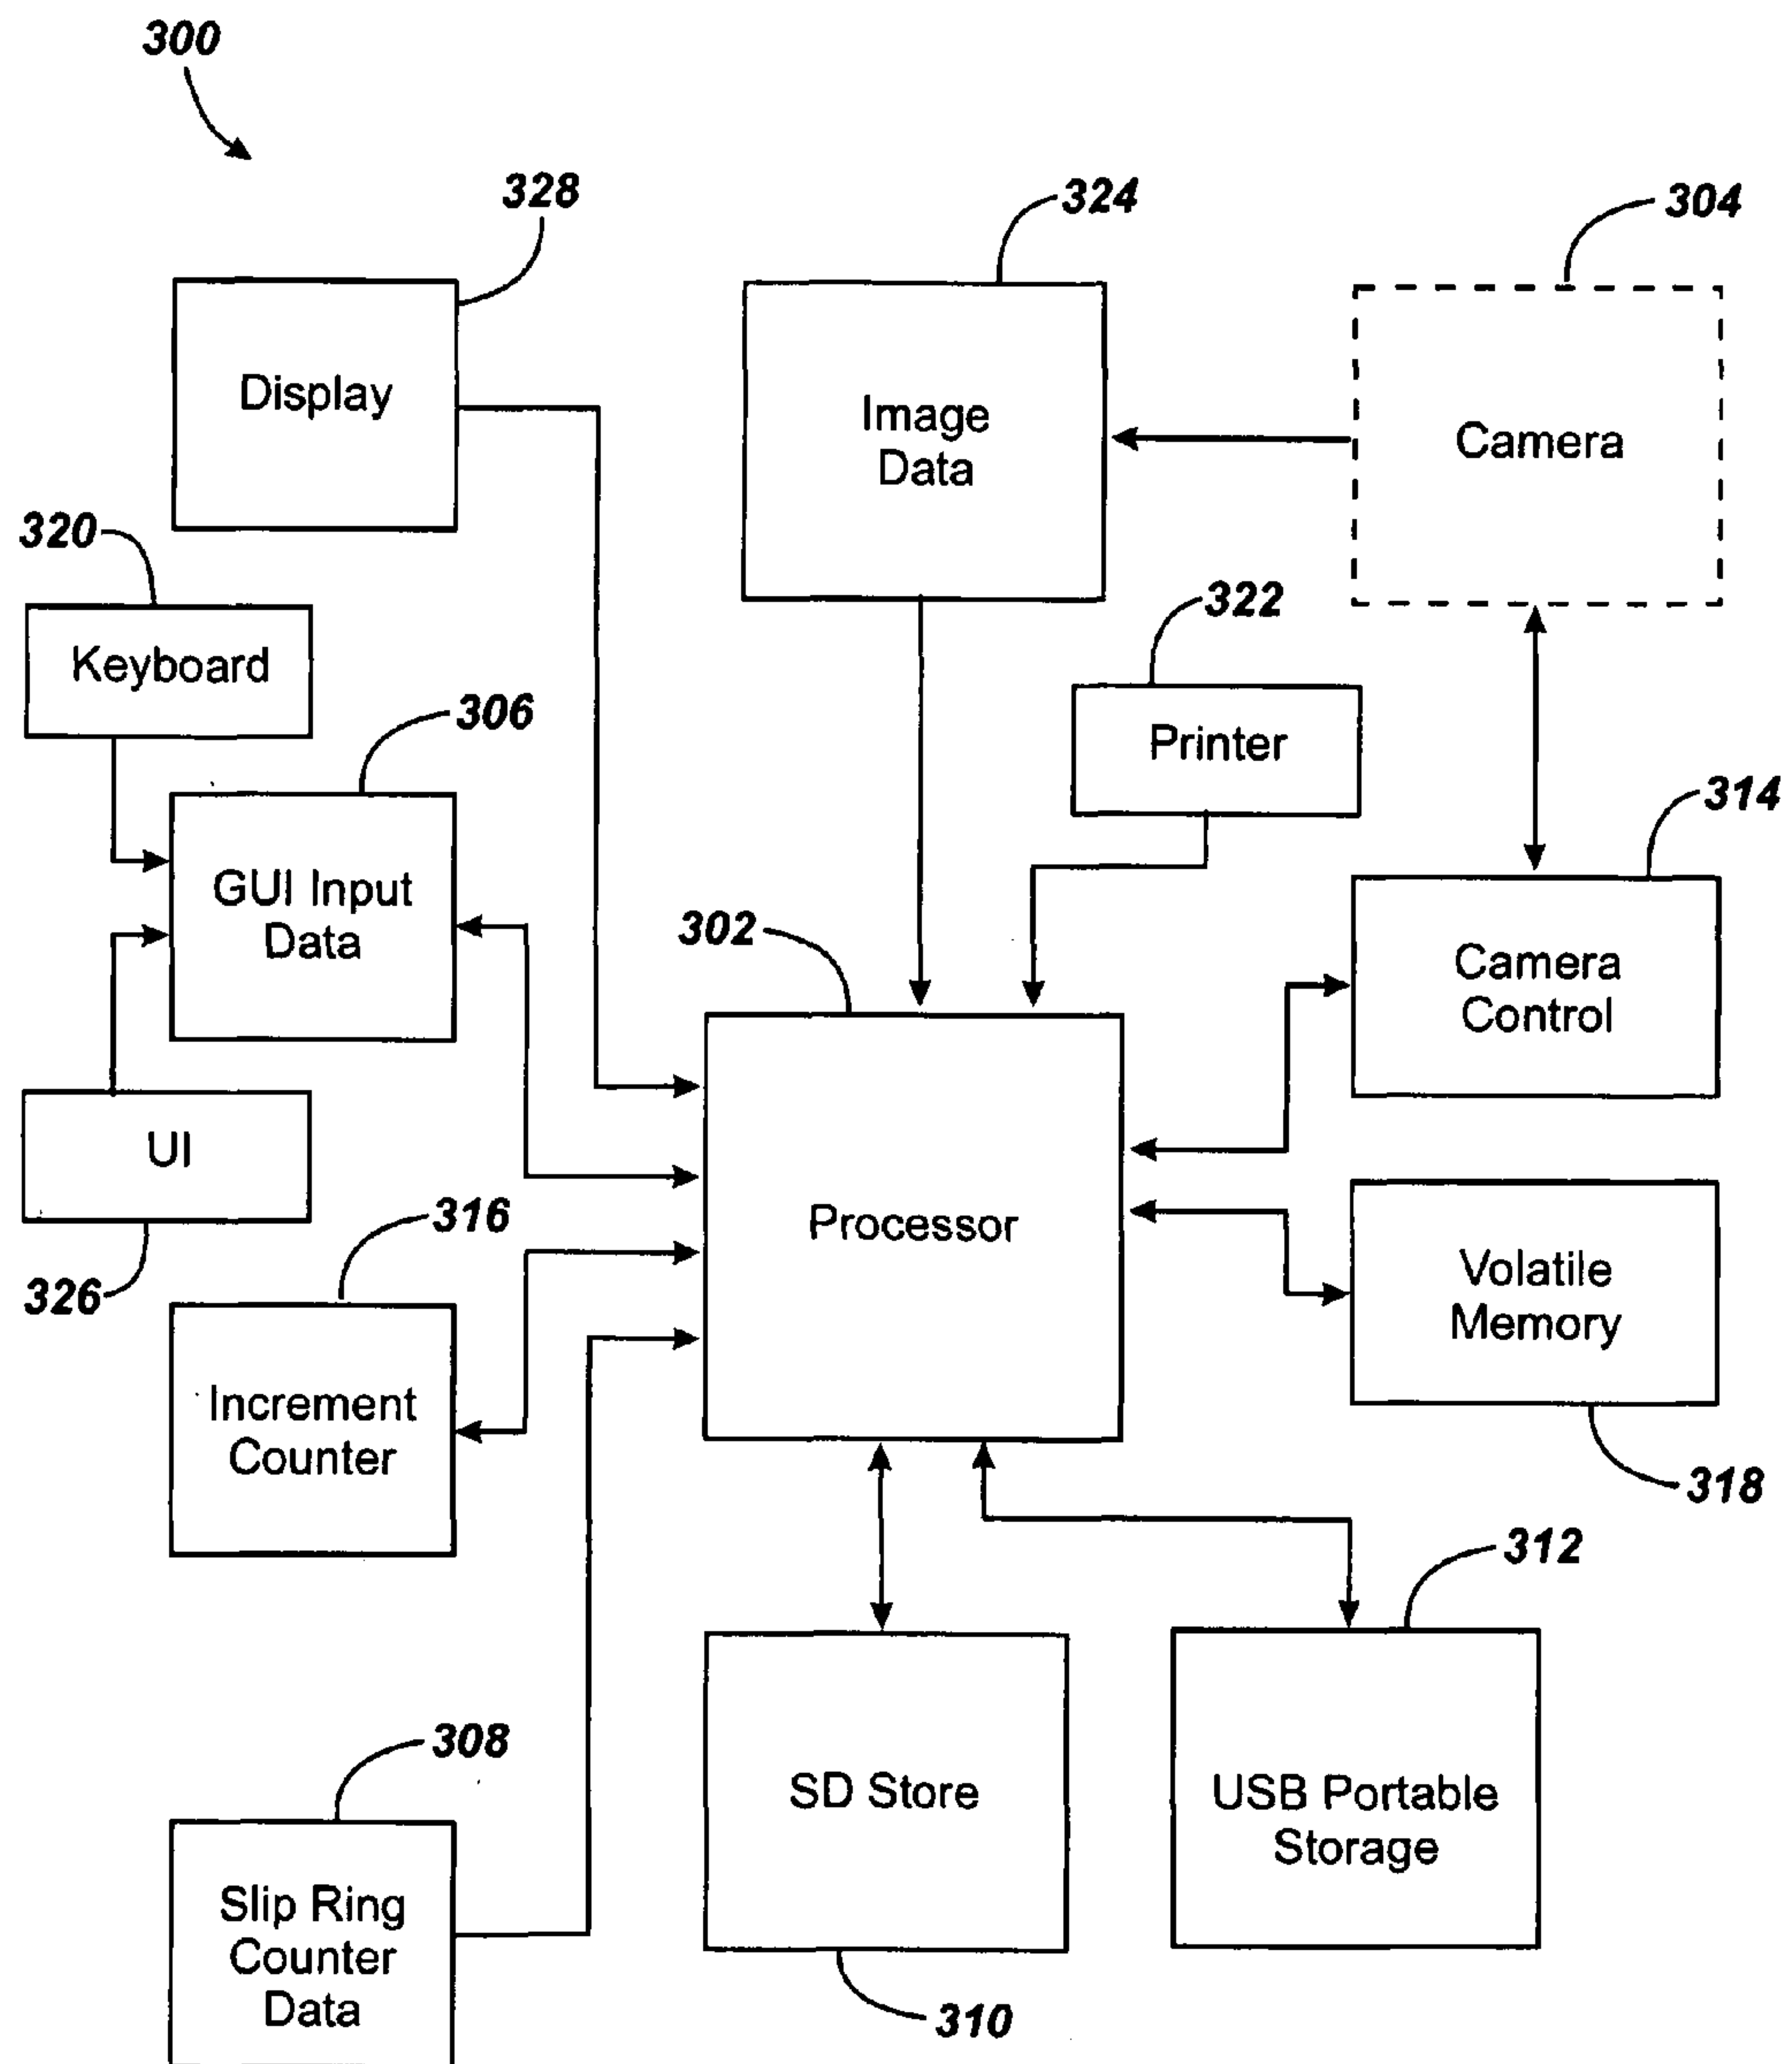 300
328
324
304
Display
Image
Data
Camera
320
322
Keyboard
306
Printer
314
GUI Input
Data
302
Camera
Control
UI
316
Processor
326
Volatile
Memory
Increment
Counter
318
312
308
SD Store
USB Portable
Storage
Slip Ring
Counter
Data
310